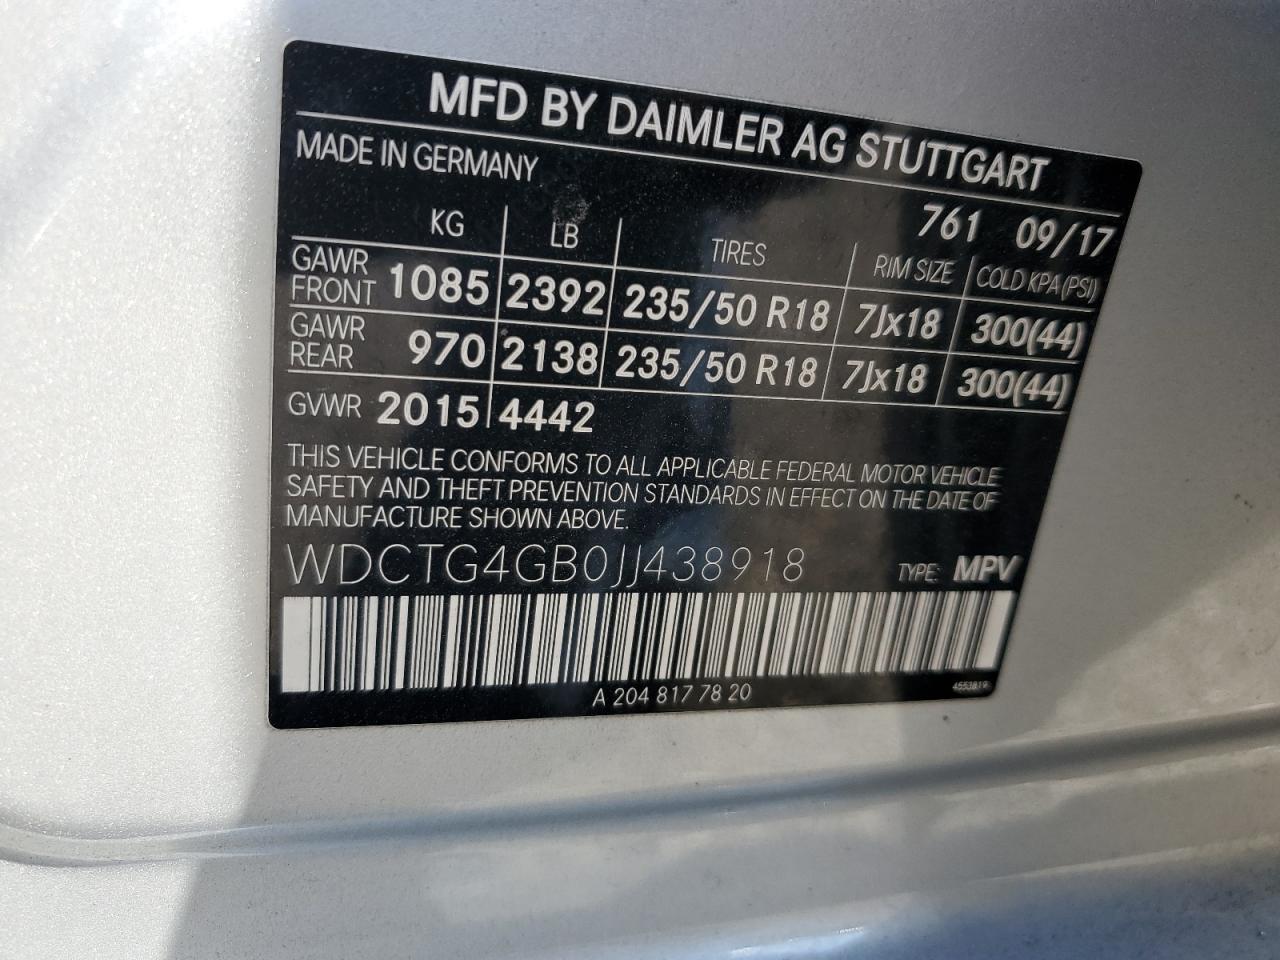 MFD BY DAIMLER AG STUTTGART
MADE IN GERMANY
761 09/17
KG LB TIRES RIM SIZE COLD KPA (PSI)
GAWR FRONT 1085 2392 235/50 R18 7Jx18 300(44)
GAWR REAR 970 2138 235/50 R18 7Jx18 300(44)
GVWR 2015 4442
THIS VEHICLE CONFORMS TO ALL APPLICABLE FEDERAL MOTOR VEHICLE
SAFETY AND THEFT PREVENTION STANDARDS IN EFFECT ON THE DATE OF
MANUFACTURE SHOWN ABOVE.
WDCTG4GB0JJ438918 TYPE: MPV
A 204 817 78 20 4553819